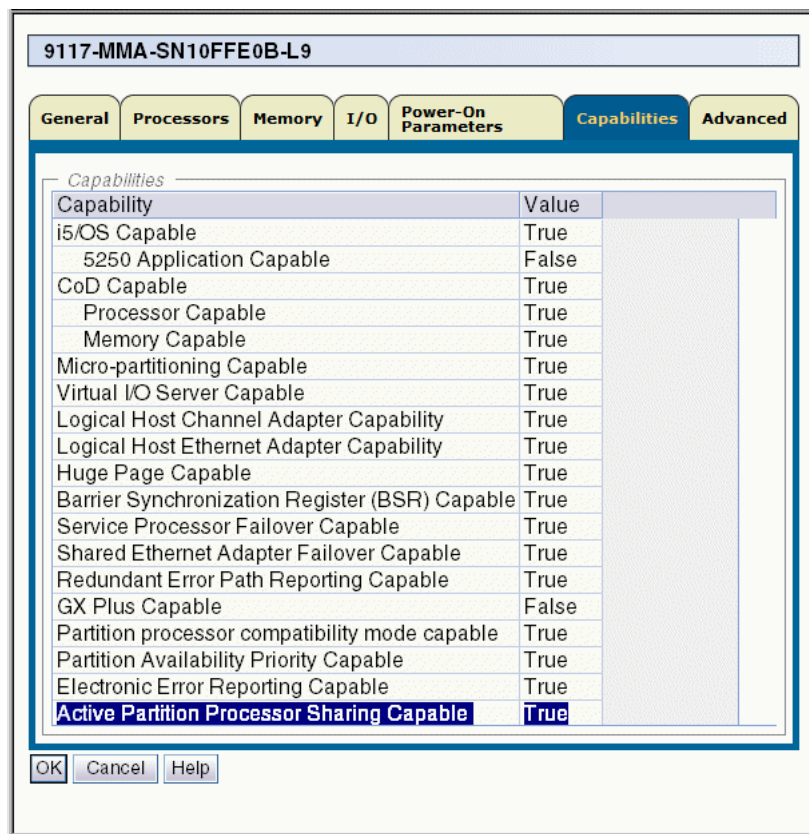 9117-MMA-SN10FFE0B-L9
General Processors Memory I/O Power-On Parameters Capabilities Advanced
Capabilities
Capability Value
i5/OS Capable True
5250 Application Capable False
CoD Capable True
Processor Capable True
Memory Capable True
Micro-partitioning Capable True
Virtual I/O Server Capable True
Logical Host Channel Adapter Capability True
Logical Host Ethernet Adapter Capability True
Huge Page Capable True
Barrier Synchronization Register (BSR) Capable True
Service Processor Failover Capable True
Shared Ethernet Adapter Failover Capable True
Redundant Error Path Reporting Capable True
GX Plus Capable False
Partition processor compatibility mode capable True
Partition Availability Priority Capable True
Electronic Error Reporting Capable True
Active Partition Processor Sharing Capable True
OK Cancel Help